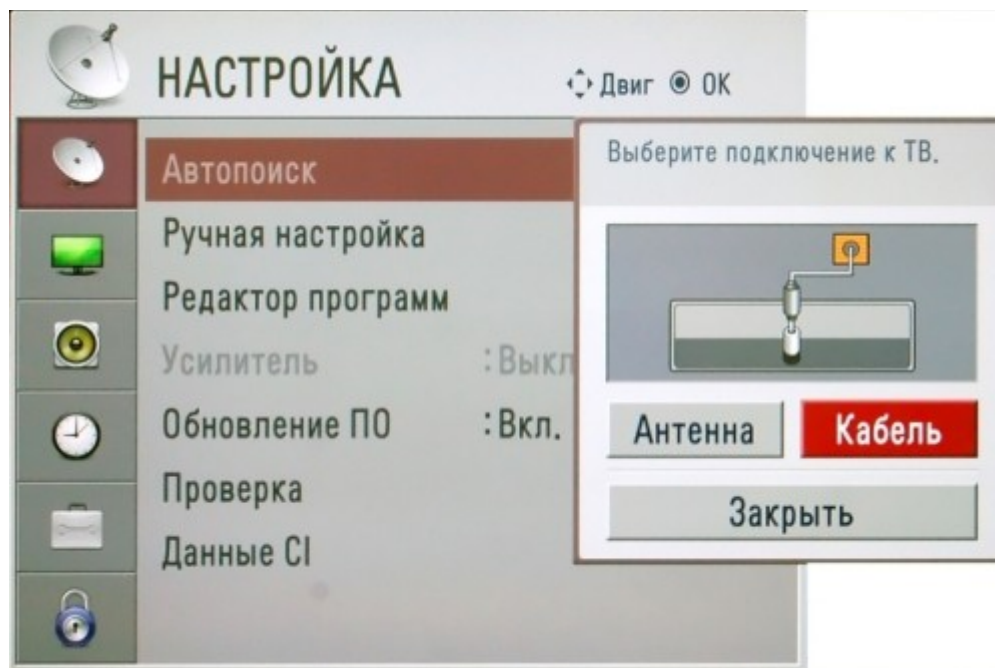 НАСТРОЙКА
Двиг OK
Автопоиск
Ручная настройка
Редактор программ
Усилитель :Выкл
Обновление ПО :Вкл.
Проверка
Данные CI
Выберите подключение к ТВ.
Антенна Кабель
Закрыть